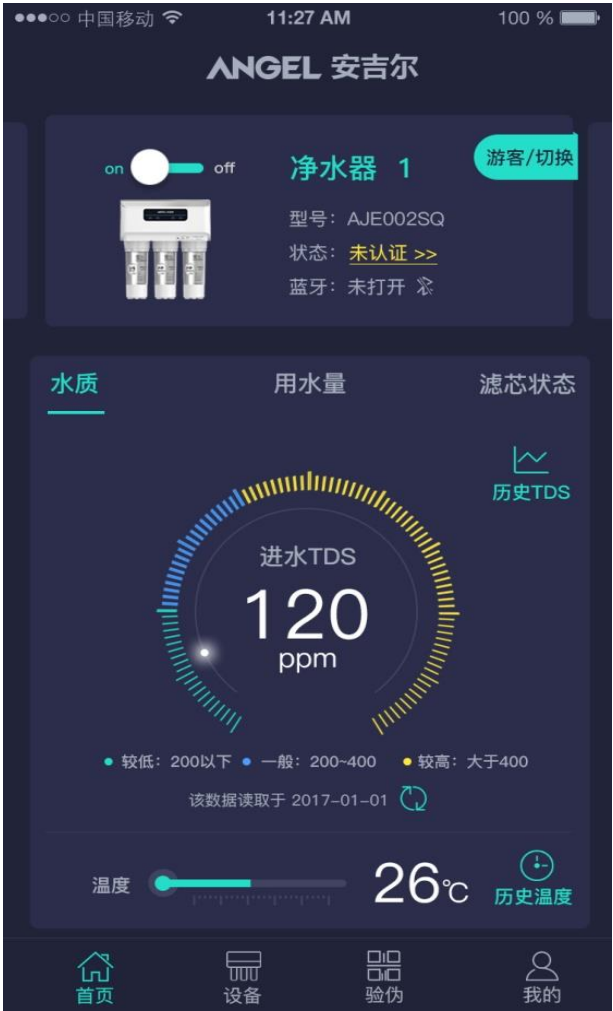 中国移动 11:27 AM 100 %
ANGEL 安吉尔
on off 净水器 1 游客/切换
型号：AJE002SQ
状态：未认证 >>
蓝牙：未打开
水质 用水量 滤芯状态
历史TDS
进水TDS
120
ppm
较低：200以下 一般：200~400 较高：大于400
该数据读取于 2017-01-01
温度 26℃ 历史温度
首页 设备 验伪 我的